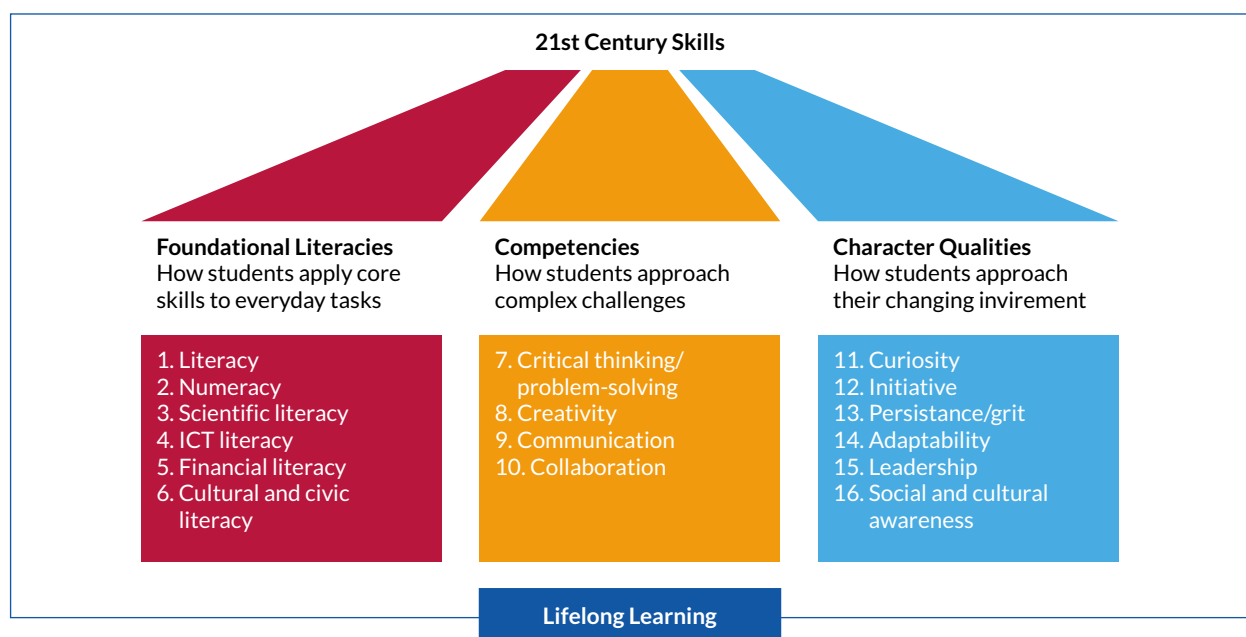 21st Century Skills
Foundational Literacies
How students apply core
skills to everyday tasks
1. Literacy
2. Numeracy
3. Scientific literacy
4. ICT literacy
5. Financial literacy
6. Cultural and civic
literacy
Competencies
How students approach
complex challenges
7. Critical thinking/
problem-solving
8. Creativity
9. Communication
10. Collaboration
Character Qualities
How students approach
their changing invirement
11. Curiosity
12. Initiative
13. Persistance/grit
14. Adaptability
15. Leadership
16. Social and cultural
awareness
Lifelong Learning